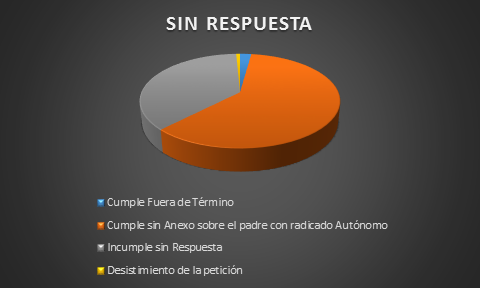 SIN RESPUESTA
Cumple Fuera de Término
Cumple sin Anexo sobre el padre con radicado Autónomo
Incumple sin Respuesta
Desistimiento de la petición